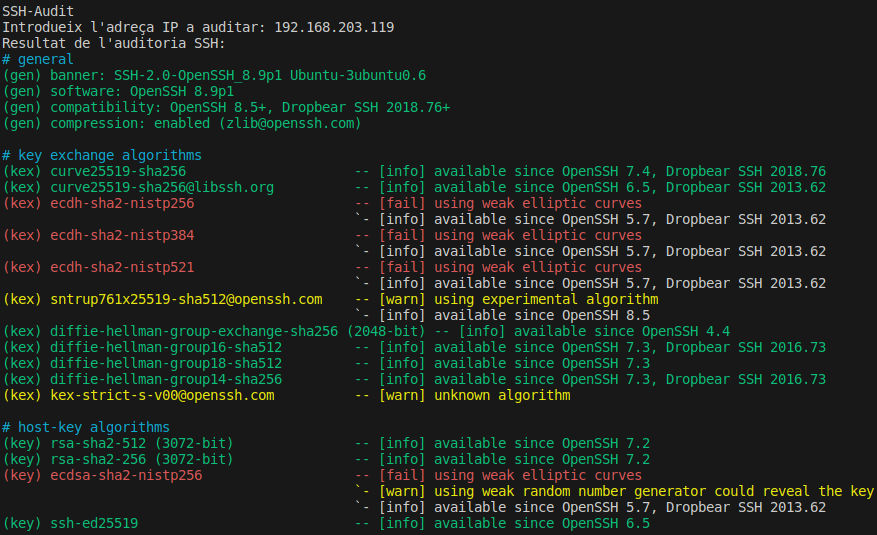 SSH-Audit
Introdueix l'adreça IP a auditar: 192.168.203.119
Resultat de l'auditoria SSH:
# general
(gen) banner: SSH-2.0-OpenSSH_8.9p1 Ubuntu-3ubuntu0.6
(gen) software: OpenSSH 8.9p1
(gen) compatibility: OpenSSH 8.5+, Dropbear SSH 2018.76+
(gen) compression: enabled (zlib@openssh.com)

# key exchange algorithms
(kex) curve25519-sha256                     -- [info] available since OpenSSH 7.4, Dropbear SSH 2018.76
(kex) curve25519-sha256@libssh.org          -- [info] available since OpenSSH 6.5, Dropbear SSH 2013.62
(kex) ecdh-sha2-nistp256                    -- [fail] using weak elliptic curves
                                            `- [info] available since OpenSSH 5.7, Dropbear SSH 2013.62
(kex) ecdh-sha2-nistp384                    -- [fail] using weak elliptic curves
                                            `- [info] available since OpenSSH 5.7, Dropbear SSH 2013.62
(kex) ecdh-sha2-nistp521                    -- [fail] using weak elliptic curves
                                            `- [info] available since OpenSSH 5.7, Dropbear SSH 2013.62
(kex) sntrup761x25519-sha512@openssh.com    -- [warn] using experimental algorithm
                                            `- [info] available since OpenSSH 8.5
(kex) diffie-hellman-group-exchange-sha256 (2048-bit) -- [info] available since OpenSSH 4.4
(kex) diffie-hellman-group16-sha512         -- [info] available since OpenSSH 7.3, Dropbear SSH 2016.73
(kex) diffie-hellman-group18-sha512         -- [info] available since OpenSSH 7.3
(kex) diffie-hellman-group14-sha256         -- [info] available since OpenSSH 7.3, Dropbear SSH 2016.73
(kex) kex-strict-s-v00@openssh.com          -- [warn] unknown algorithm

# host-key algorithms
(key) rsa-sha2-512 (3072-bit)               -- [info] available since OpenSSH 7.2
(key) rsa-sha2-256 (3072-bit)               -- [info] available since OpenSSH 7.2
(key) ecdsa-sha2-nistp256                   -- [fail] using weak elliptic curves
                                            `- [warn] using weak random number generator could reveal the key
                                            `- [info] available since OpenSSH 5.7, Dropbear SSH 2013.62
(key) ssh-ed25519                           -- [info] available since OpenSSH 6.5